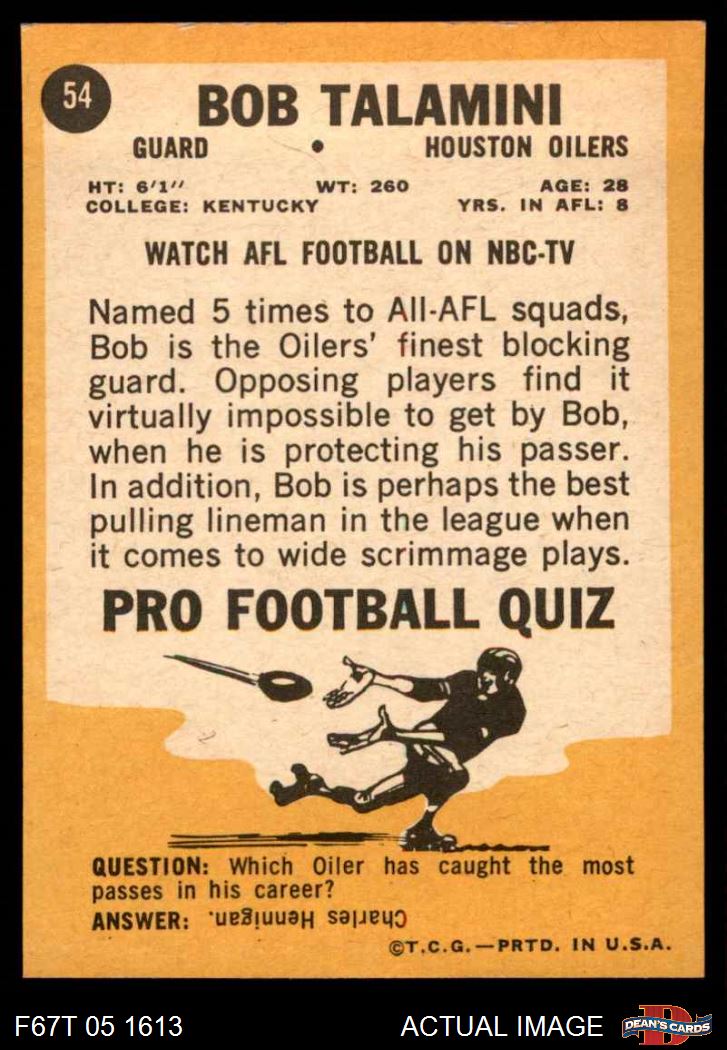 54
BOB TALAMINI
GUARD • HOUSTON OILERS
HT: 6'1" WT: 260 AGE: 28
COLLEGE: KENTUCKY YRS. IN AFL: 8
WATCH AFL FOOTBALL ON NBC-TV
Named 5 times to All-AFL squads,
Bob is the Oilers' finest blocking
guard. Opposing players find it
virtually impossible to get by Bob,
when he is protecting his passer.
In addition, Bob is perhaps the best
pulling lineman in the league when
it comes to wide scrimmage plays.
PRO FOOTBALL QUIZ
QUESTION: Which Oiler has caught the most
passes in his career?
ANSWER: Charles Hennigan.
©T.C.G.—PRTD. IN U.S.A.
F67T 05 1613 ACTUAL IMAGE D DEAN'S CARDS